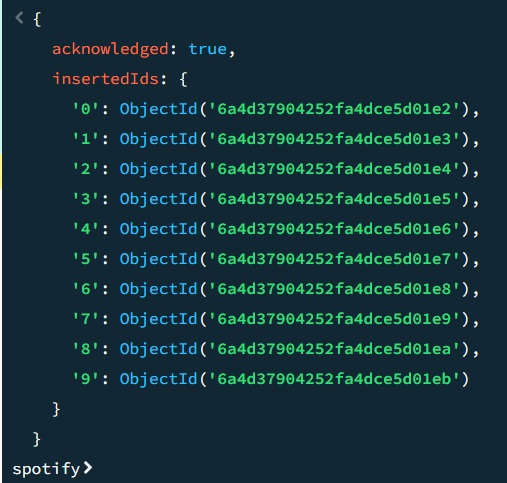 {
acknowledged: true,
insertedIds: {
'0': ObjectId('6a4d37904252fa4dce5d01e2'),
'1': ObjectId('6a4d37904252fa4dce5d01e3'),
'2': ObjectId('6a4d37904252fa4dce5d01e4'),
'3': ObjectId('6a4d37904252fa4dce5d01e5'),
'4': ObjectId('6a4d37904252fa4dce5d01e6'),
'5': ObjectId('6a4d37904252fa4dce5d01e7'),
'6': ObjectId('6a4d37904252fa4dce5d01e8'),
'7': ObjectId('6a4d37904252fa4dce5d01e9'),
'8': ObjectId('6a4d37904252fa4dce5d01ea'),
'9': ObjectId('6a4d37904252fa4dce5d01eb')
}
}
spotify>